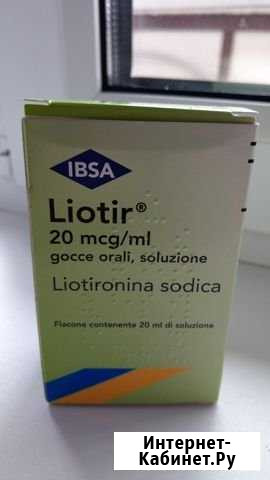 IBSA
Liotir®
20 mcg/ml
gocce orali, soluzione
Liotironina sodica
Flacone contenente 20 ml di soluzione
Интернет-
Кабинет.Ру